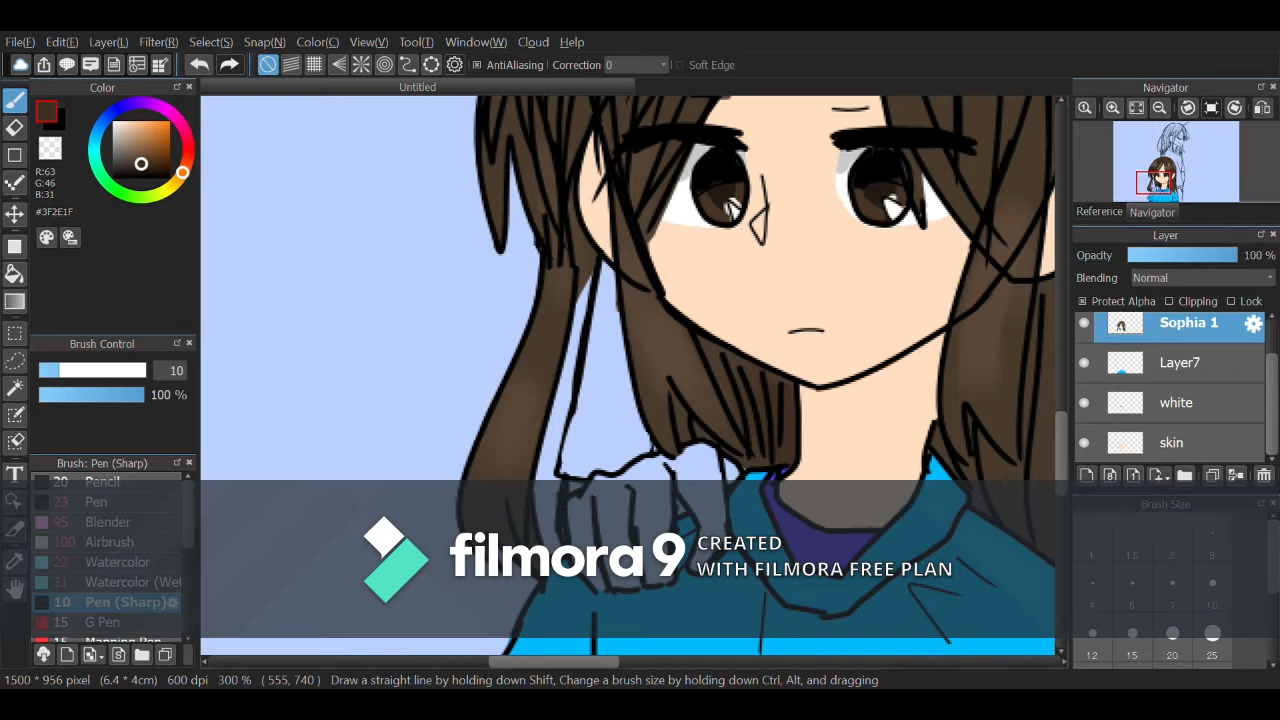 File(F) Edit(E) Layer(L) Filter(R) Select(S) Snap(N) Color(C) View(V) Tool(T) Window(W) Cloud Help
AntiAliasing Correction 0 Soft Edge
Color
Untitled
Navigator
R:63
G:46
B:31
#3F2E1F
Reference Navigator
Layer
Opacity 100 %
Blending Normal
Protect Alpha Clipping Lock
Sophia 1
Layer7
white
skin
Brush Control
10
100 %
Brush: Pen (Sharp)
20 Pencil
23 Pen
95 Blender
100 Airbrush
22 Watercolor
31 Watercolor (Wet
10 Pen (Sharp)
15 G Pen
15 Mapping Pen
Brush Size
1 1 2 3
4 5 7 10
12 15 20 25
filmora9
CREATED
WITH FILMORA FREE PLAN
1500 * 956 pixel (6.4 * 4cm) 600 dpi 300 % ( 555, 740 ) Draw a straight line by holding down Shift, Change a brush size by holding down Ctrl, Alt, and dragging